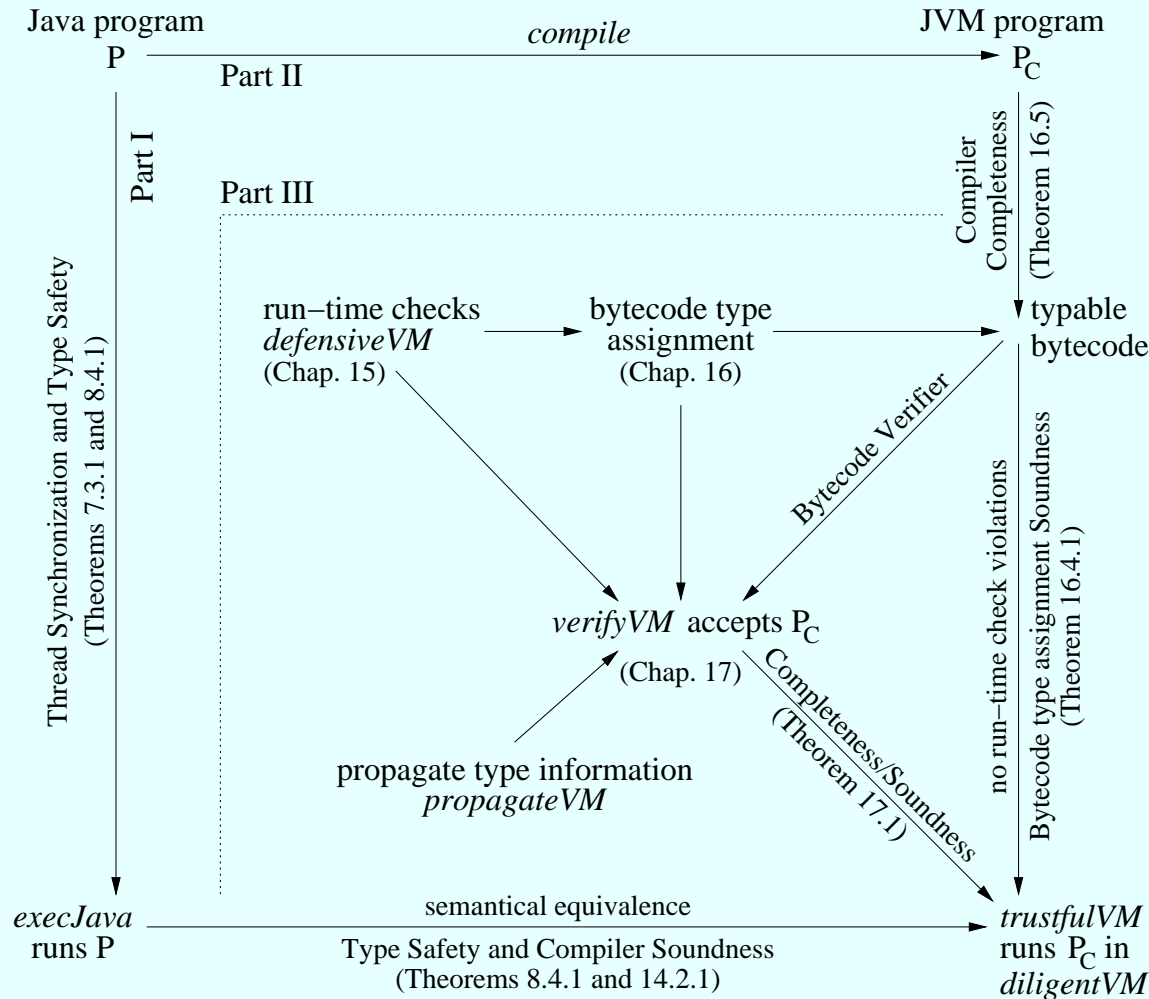 Java program
P
compile
JVM program
P_C
Part II
Part I
Part III
Compiler
Completeness
(Theorem 16.5)
run−time checks
defensiveVM
(Chap. 15)
bytecode type
assignment
(Chap. 16)
typable
bytecode
Thread Synchronization and Type Safety
(Theorems 7.3.1 and 8.4.1)
Bytecode Verifier
no run−time check violations
Bytecode type assignment Soundness
(Theorem 16.4.1)
verifyVM accepts P_C
(Chap. 17)
Completeness/Soundness
(Theorem 17.1)
propagate type information
propagateVM
execJava
runs P
semantical equivalence
Type Safety and Compiler Soundness
(Theorems 8.4.1 and 14.2.1)
trustfulVM
runs P_C in
diligentVM